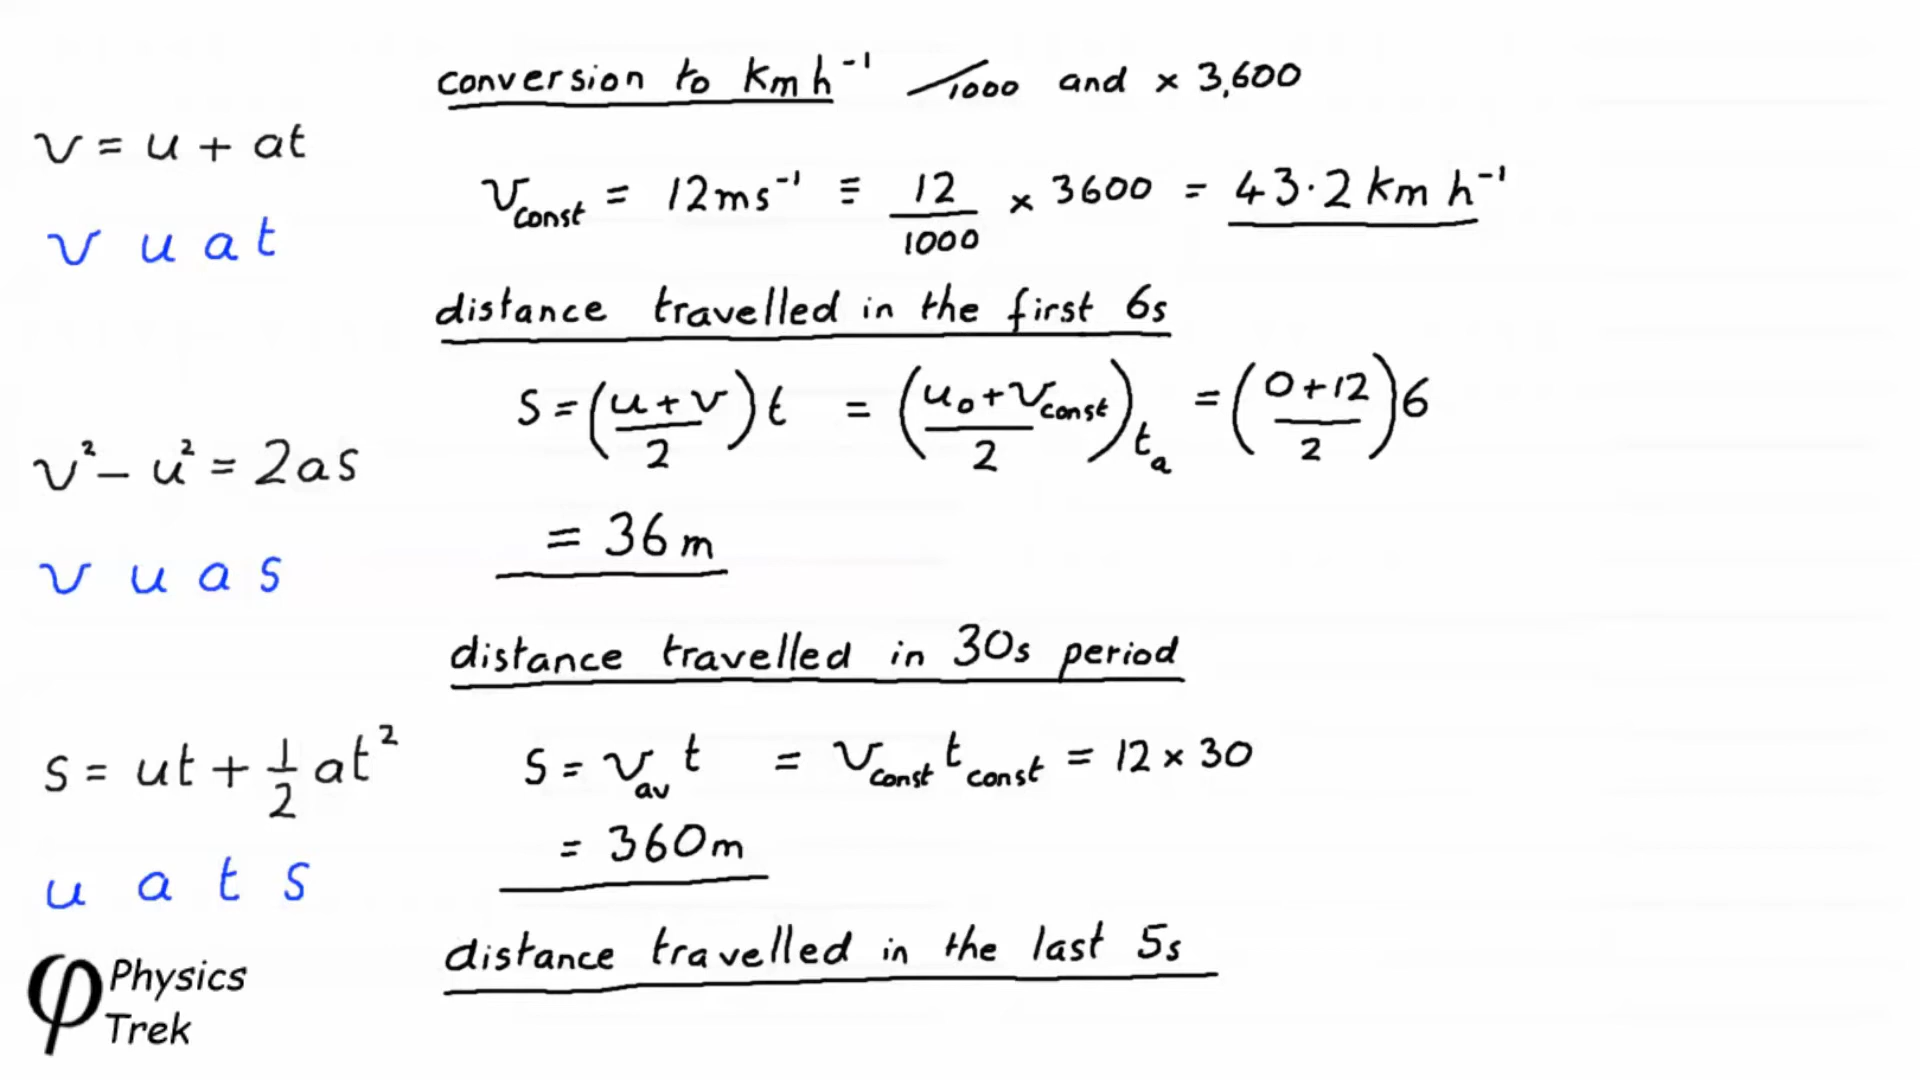 conversion to Km h⁻¹ /1000 and × 3,600
v = u + at
V_const = 12ms⁻¹ ≡ 12/1000 × 3600 = 43·2 km h⁻¹
v u a t
distance travelled in the first 6s
S = ((u + v)/2) t = ((u₀ + V_const)/2) t_a = ((0 + 12)/2) 6
v² – u² = 2as
= 36 m
v u a s
distance travelled in 30s period
s = ut + 1/2 at²
S = v_av t = V_const t_const = 12 × 30
= 360m
u a t s
distance travelled in the last 5s
φ Physics
Trek